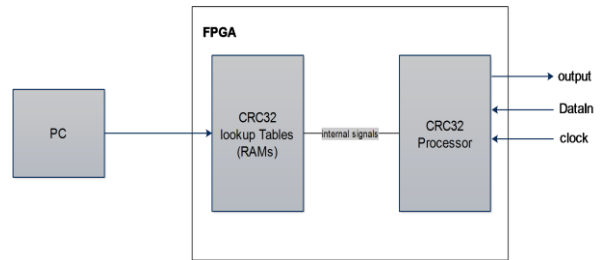 FPGA
PC
CRC32
lookup Tables
(RAMs)
internal signals
CRC32
Processor
output
DataIn
clock